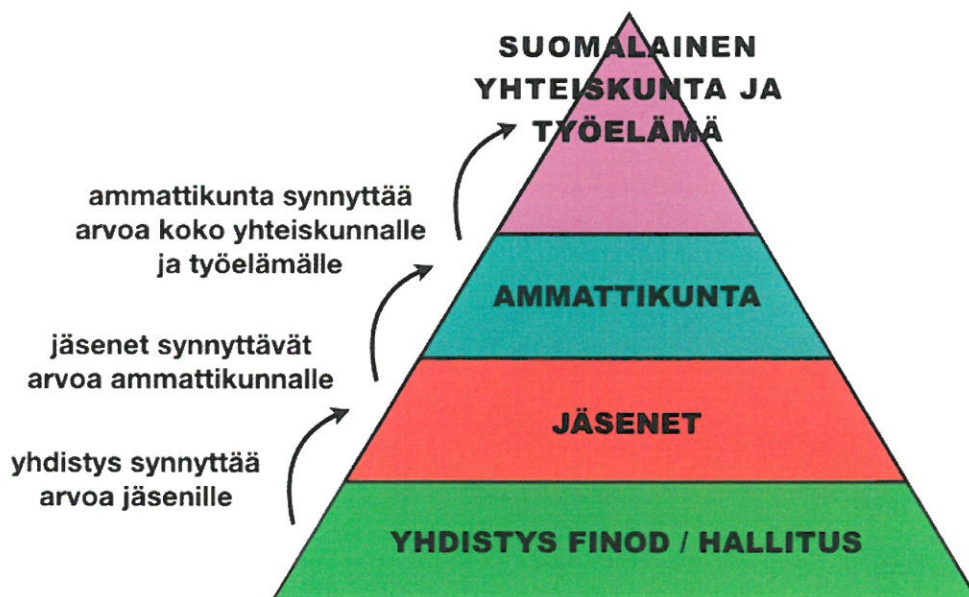 SUOMALAINEN
YHTEISKUNTA JA
TYÖELÄMÄ
ammattikunta synnyttää
arvoa koko yhteiskunnalle
ja työelämälle
AMMATTIKUNTA
jäsenet synnyttävät
arvoa ammattikunnalle
JÄSENET
yhdistys synnyttää
arvoa jäsenille
YHDISTYS FINOD / HALLITUS